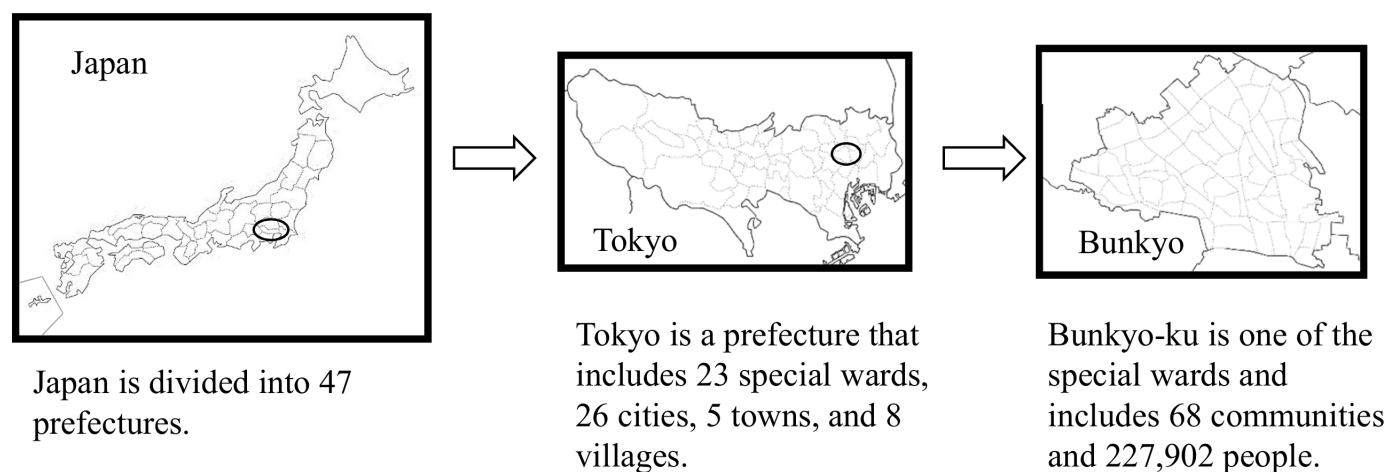 Japan
Tokyo
Bunkyo
Japan is divided into 47
prefectures.
Tokyo is a prefecture that
includes 23 special wards,
26 cities, 5 towns, and 8
villages.
Bunkyo-ku is one of the
special wards and
includes 68 communities
and 227,902 people.